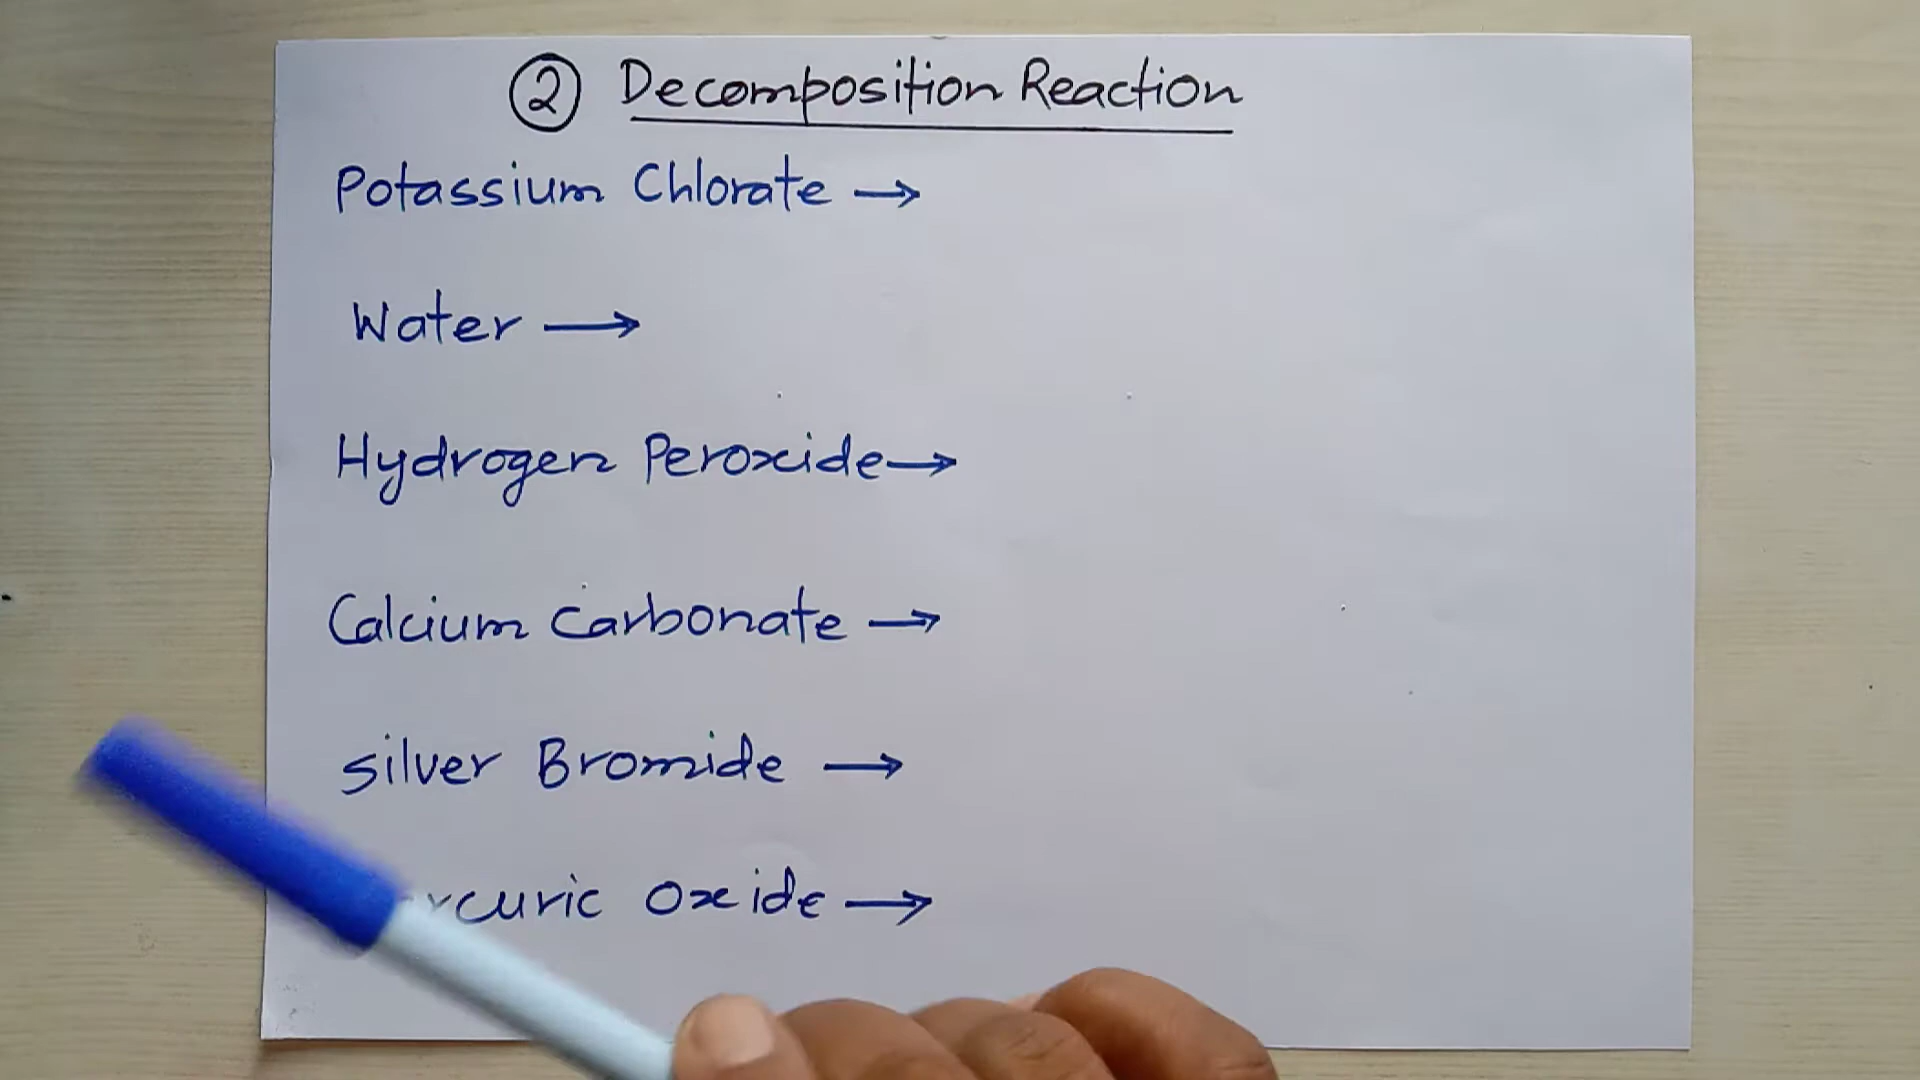 2 Decomposition Reaction
Potassium Chlorate →
Water →
Hydrogen Peroxide →
Calcium Carbonate →
Silver Bromide →
Oxide →